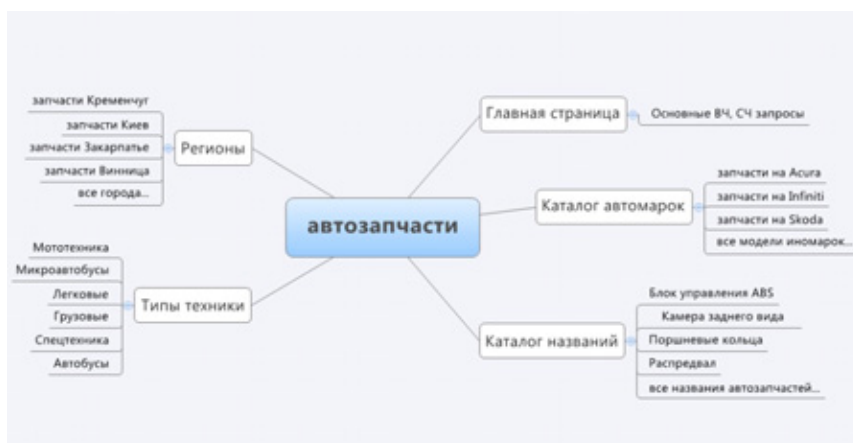 запчасти Кременчуг
запчасти Киев
запчасти Закарпатье
запчасти Винница
все города...
Регионы
Мототехника
Микроавтобусы
Легковые
Грузовые
Спецтехника
Автобусы
Типы техники
автозапчасти
Главная страница
Основные ВЧ, СЧ запросы
Каталог автомарок
запчасти на Acura
запчасти на Infiniti
запчасти на Skoda
все модели иномарок...
Каталог названий
Блок управления ABS
Камера заднего вида
Поршневые кольца
Распредвал
все названия автозапчастей...